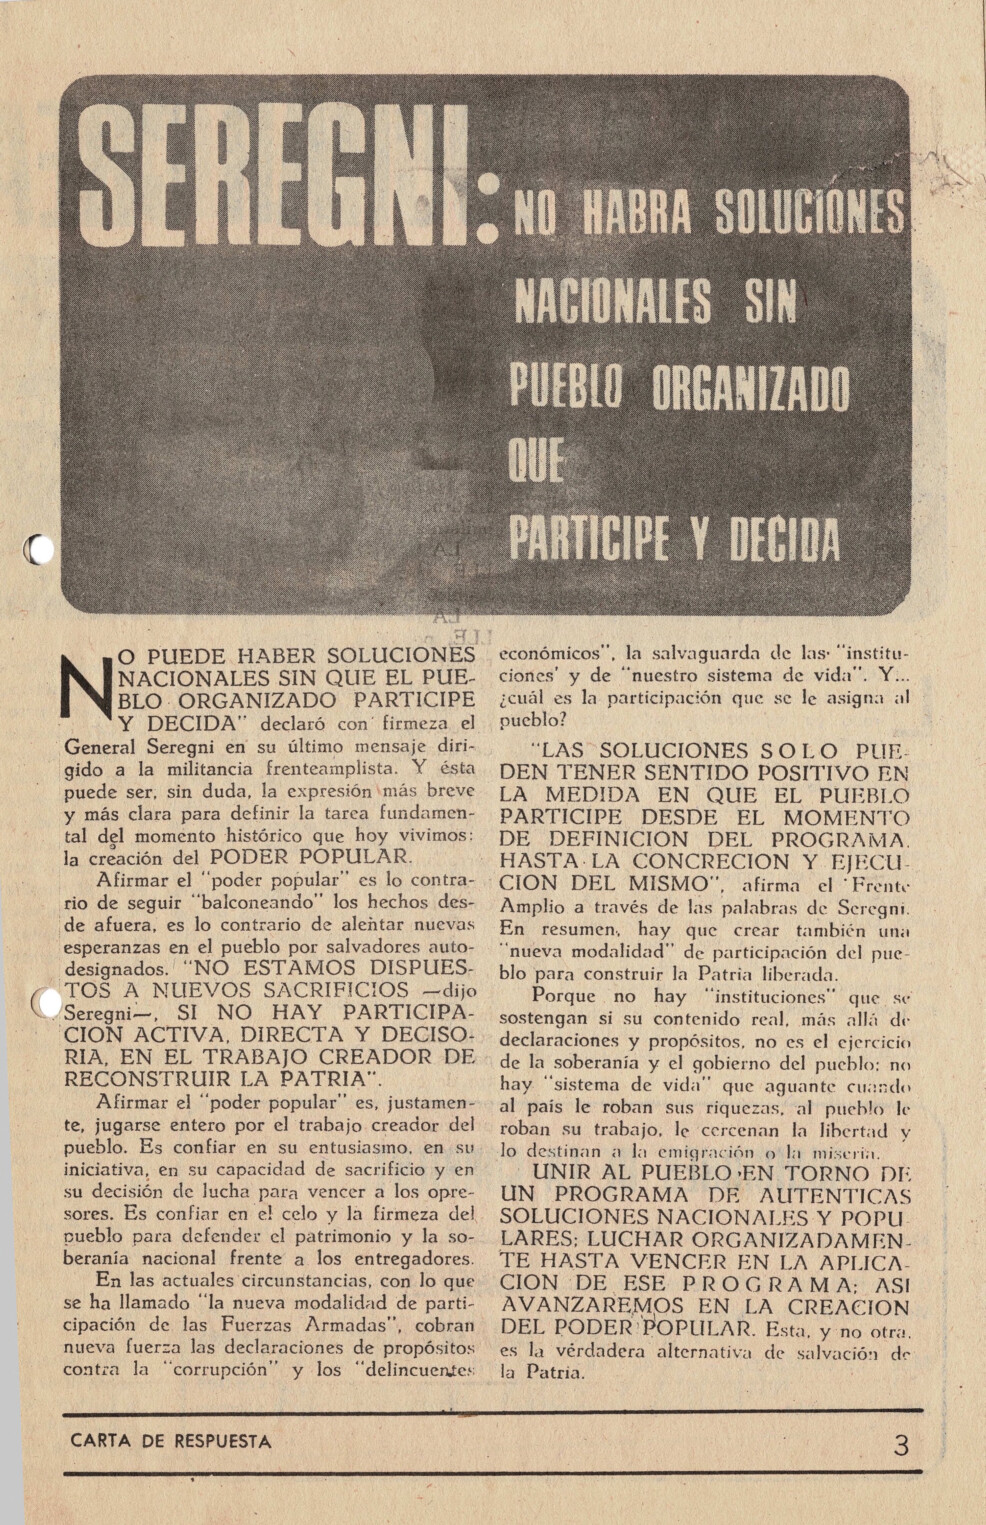 SEREGNI:
NO HABRA SOLUCIONES
NACIONALES SIN
PUEBLO ORGANIZADO
QUE
PARTICIPE Y DECIDA
NO PUEDE HABER SOLUCIONES
NACIONALES SIN QUE EL PUE-
BLO ORGANIZADO PARTICIPE
Y DECIDA" declaró con firmeza el
General Seregni en su último mensaje diri-
gido a la militancia frenteamplista. Y ésta
puede ser, sin duda, la expresión más breve
y más clara para definir la tarea fundamen-
tal del momento histórico que hoy vivimos:
la creación del PODER POPULAR.
Afirmar el "poder popular" es lo contra-
rio de seguir "balconeando" los hechos des-
de afuera, es lo contrario de alentar nuevas
esperanzas en el pueblo por salvadores auto-
designados. "NO ESTAMOS DISPUES-
TOS A NUEVOS SACRIFICIOS —dijo
Seregni—, SI NO HAY PARTICIPA-
CION ACTIVA, DIRECTA Y DECISO-
RIA, EN EL TRABAJO CREADOR DE
RECONSTRUIR LA PATRIA".
Afirmar el "poder popular" es, justamen-
te, jugarse entero por el trabajo creador del
pueblo. Es confiar en su entusiasmo, en su
iniciativa, en su capacidad de sacrificio y en
su decisión de lucha para vencer a los opre-
sores. Es confiar en el celo y la firmeza del
pueblo para defender el patrimonio y la so-
beranía nacional frente a los entregadores.
En las actuales circunstancias, con lo que
se ha llamado "la nueva modalidad de parti-
cipación de las Fuerzas Armadas", cobran
nueva fuerza las declaraciones de propósitos
contra la "corrupción" y los "delincuentes
económicos", la salvaguarda de las "institu-
ciones' y de "nuestro sistema de vida". Y...
¿cuál es la participación que se le asigna al
pueblo?
"LAS SOLUCIONES SOLO PUE-
DEN TENER SENTIDO POSITIVO EN
LA MEDIDA EN QUE EL PUEBLO
PARTICIPE DESDE EL MOMENTO
DE DEFINICION DEL PROGRAMA,
HASTA LA CONCRECION Y EJECU-
CION DEL MISMO", afirma el Frente
Amplio a través de las palabras de Seregni.
En resumen, hay que crear también una
"nueva modalidad" de participación del pue-
blo para construir la Patria liberada.
Porque no hay "instituciones" que se
sostengan si su contenido real, más allá de
declaraciones y propósitos, no es el ejercicio
de la soberanía y el gobierno del pueblo; no
hay "sistema de vida" que aguante cuando
al país le roban sus riquezas, al pueblo le
roban su trabajo, le cercenan la libertad y
lo destinan a la emigración o la miseria.
UNIR AL PUEBLO EN TORNO DE
UN PROGRAMA DE AUTENTICAS
SOLUCIONES NACIONALES Y POPU
LARES; LUCHAR ORGANIZADAMEN-
TE HASTA VENCER EN LA APLICA-
CION DE ESE PROGRAMA; ASI
AVANZAREMOS EN LA CREACION
DEL PODER POPULAR. Esta, y no otra,
es la vérdadera alternativa de salvación de
la Patria.
CARTA DE RESPUESTA
3